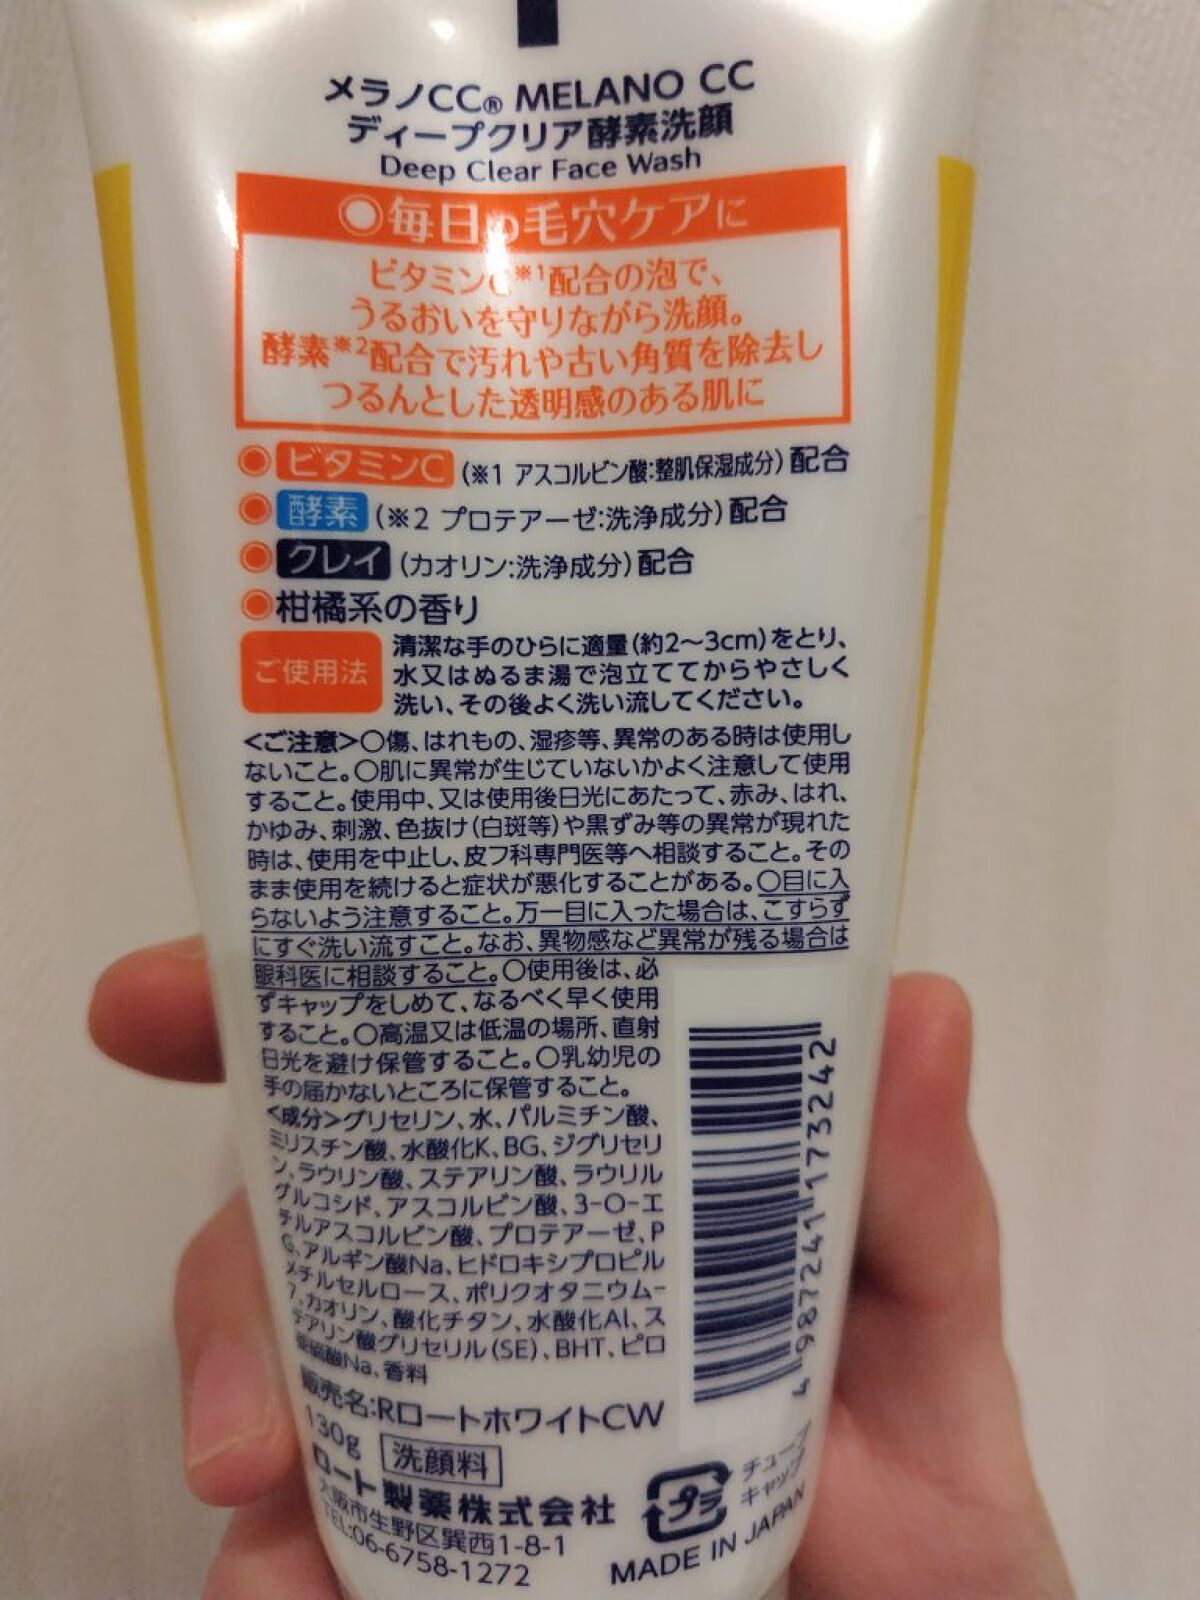 メラノCC® MELANO CC
ディープクリア酵素洗顔
Deep Clear Face Wash
◎毎日の毛穴ケアに
ビタミンC※1配合の泡で、
うるおいを守りながら洗顔。
酵素※2配合で汚れや古い角質を除去し
つるんとした透明感のある肌に
◎ビタミンC(※1 アスコルビン酸:整肌保湿成分)配合
◎酵素(※2 プロテアーゼ:洗浄成分)配合
◎クレイ(カオリン:洗浄成分)配合
◎柑橘系の香り
ご使用法
清潔な手のひらに適量(約2〜3cm)をとり、
水又はぬるま湯で泡立ててからやさしく
洗い、その後よく洗い流してください。
<ご注意>○傷、はれもの、湿疹等、異常のある時は使用し
ないこと。○肌に異常が生じていないかよく注意して使用
すること。使用中、又は使用後日光にあたって、赤み、はれ、
かゆみ、刺激、色抜け(白斑等)や黒ずみ等の異常が現れた
時は、使用を中止し、皮フ科専門医等へ相談すること。その
まま使用を続けると症状が悪化することがある。○目に入
らないよう注意すること。万一目に入った場合は、こすらず
にすぐ洗い流すこと。なお、異物感など異常が残る場合は
眼科医に相談すること。○使用後は、必
ずキャップをしめて、なるべく早く使用
すること。○高温又は低温の場所、直射
日光を避け保管すること。○乳幼児の
手の届かないところに保管すること。
<成分>グリセリン、水、パルミチン酸、
ミリスチン酸、水酸化K、BG、ジグリセリ
ン、ラウリン酸、ステアリン酸、ラウリル
グルコシド、アスコルビン酸、3-O-エ
チルアスコルビン酸、プロテアーゼ、P
G、アルギン酸Na、ヒドロキシプロピル
メチルセルロース、ポリクオタニウム-
7、カオリン、酸化チタン、水酸化Al、ス
テアリン酸グリセリル(SE)、BHT、ピロ
亜硫酸Na、香料
販売名:RロートホワイトCW
130g 洗顔料
ロート製薬株式会社
大阪市生野区巽西1-8-1
TEL:06-6758-1272
4 987241 173242
プラ
チューブ
キャップ
MADE IN JAPAN